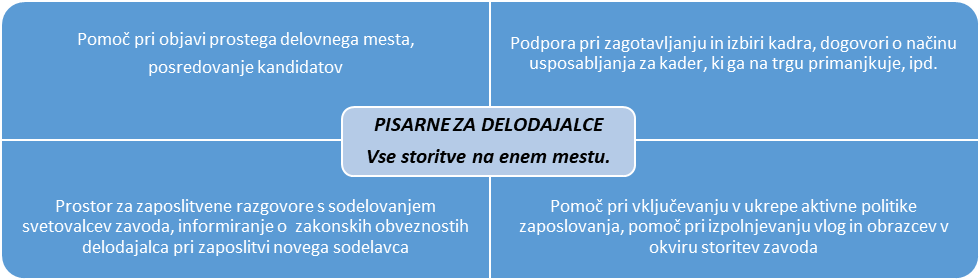 Pomoč pri objavi prostega delovnega mesta,
posredovanje kandidatov
Podpora pri zagotavljanju in izbiri kadra, dogovori o načinu
usposabljanja za kader, ki ga na trgu primanjkuje, ipd.
PISARNE ZA DELODAJALCE
Vse storitve na enem mestu.
Prostor za zaposlitvene razgovore s sodelovanjem
svetovalcev zavoda, informiranje o zakonskih obveznostih
delodajalca pri zaposlitvi novega sodelavca
Pomoč pri vključevanju v ukrepe aktivne politike
zaposlovanja, pomoč pri izpolnjevanju vlog in obrazcev v
okviru storitev zavoda